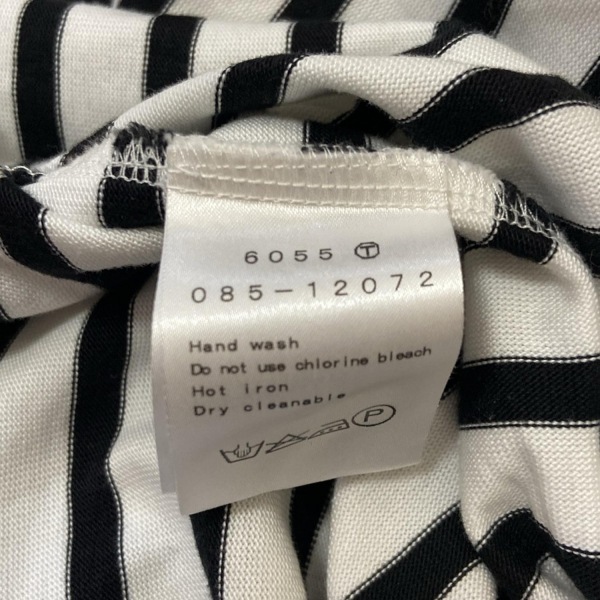 6055 Ⓣ
085-12072
Hand wash
Do not use chlorine bleach
Hot iron
Dry cleanable
Ⓟ